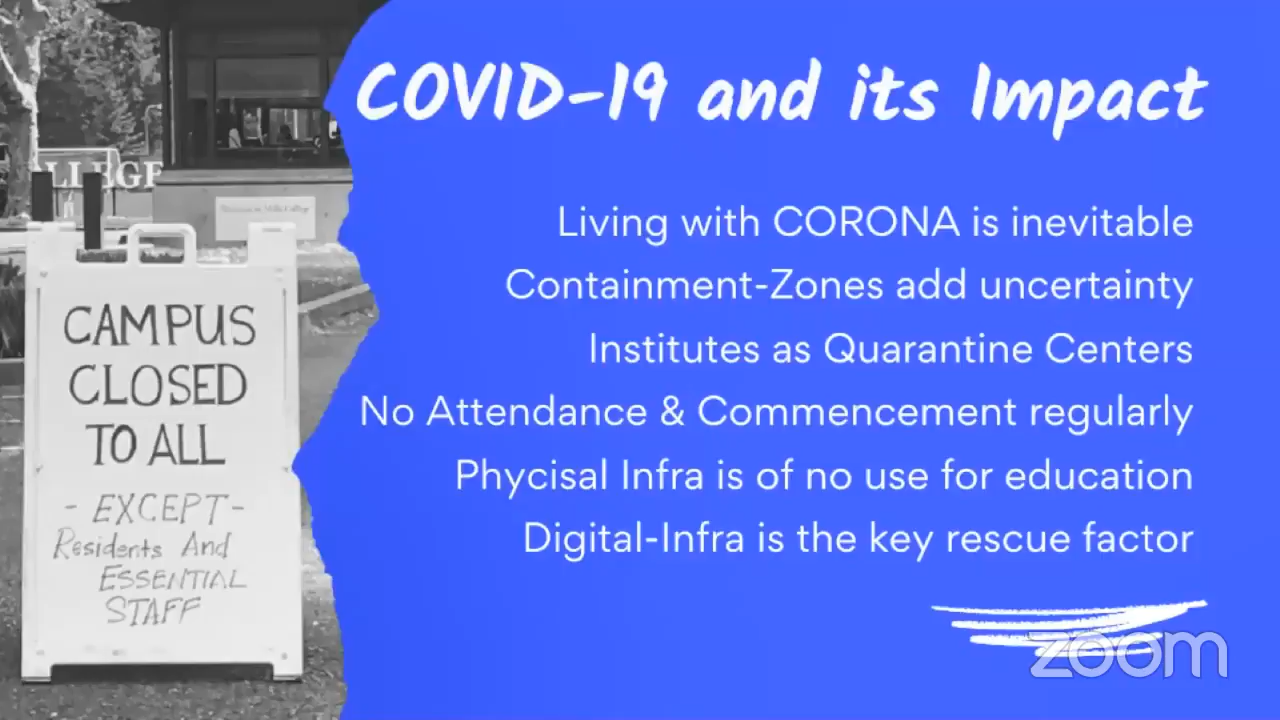 COVID-19 and its Impact
Living with CORONA is inevitable
Containment-Zones add uncertainty
Institutes as Quarantine Centers
No Attendance & Commencement regularly
Phycisal Infra is of no use for education
Digital-Infra is the key rescue factor
LLEGE
CAMPUS
CLOSED
TO ALL
- EXCEPT-
Residents And
ESSENTIAL
STAFF
zoom